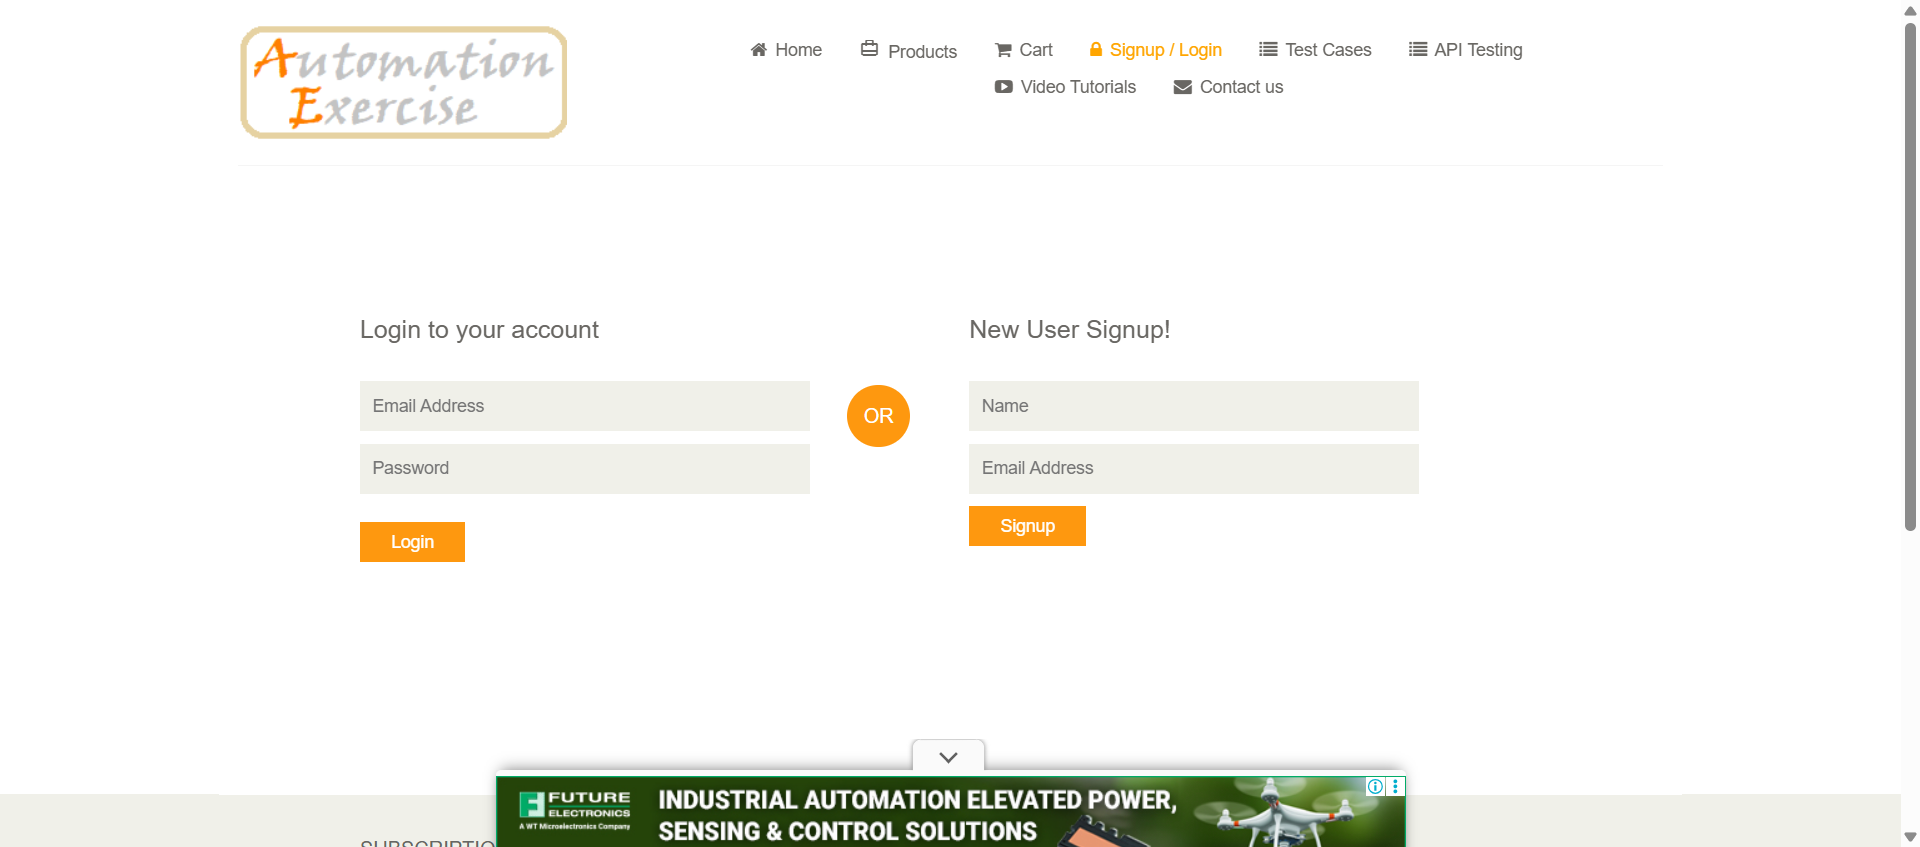 Automation
Exercise
Home
Products
Cart
Signup / Login
Test Cases
API Testing
Video Tutorials
Contact us
Login to your account
Email Address
Password
Login
OR
New User Signup!
Name
Email Address
Signup
FUTURE
ELECTRONICS
A WT Microelectronics Company
INDUSTRIAL AUTOMATION ELEVATED POWER,
SENSING & CONTROL SOLUTIONS